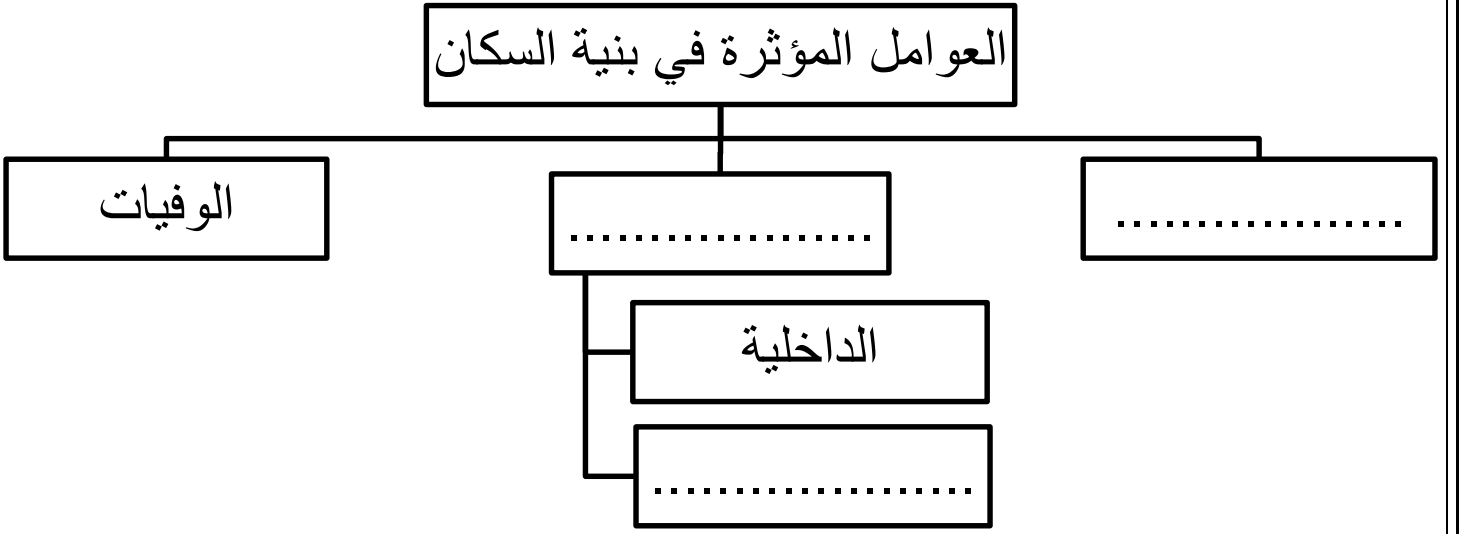 العوامل المؤثرة في بنية السكان
.................
...................
الوفيات
الداخلية
....................